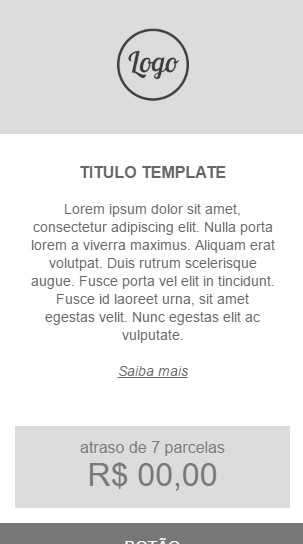 Logo
TITULO TEMPLATE
Lorem ipsum dolor sit amet,
consectetur adipiscing elit. Nulla porta
lorem a viverra maximus. Aliquam erat
volutpat. Duis rutrum scelerisque
augue. Fusce porta vel elit in tincidunt.
Fusce id laoreet urna, sit amet
egestas velit. Nunc egestas elit ac
vulputate.
Saiba mais
atraso de 7 parcelas
R$ 00,00
BOTÃO